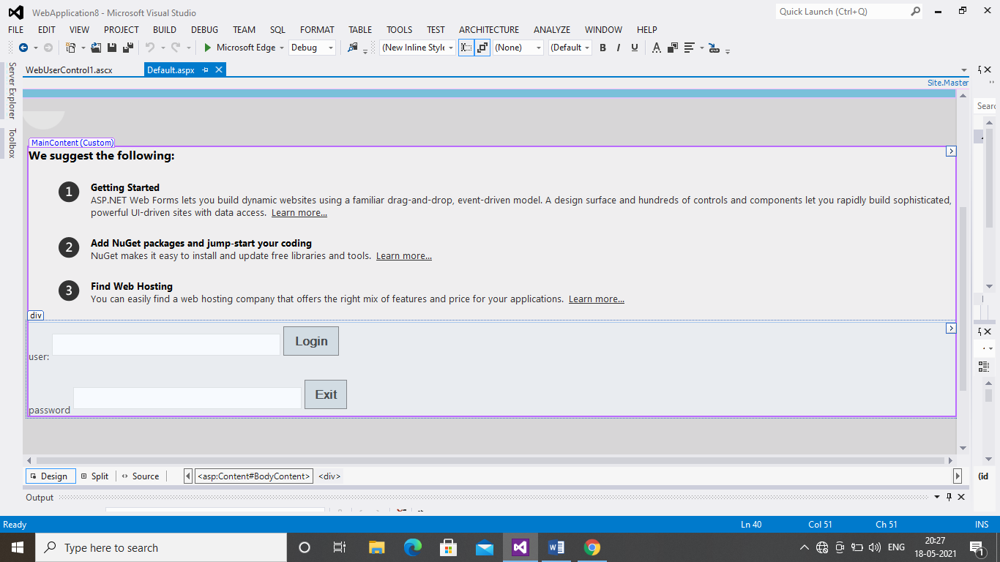 WebApplication8 - Microsoft Visual Studio
Quick Launch (Ctrl+Q)
FILE EDIT VIEW PROJECT BUILD DEBUG TEAM SQL FORMAT TABLE TOOLS TEST ARCHITECTURE ANALYZE WINDOW HELP
Microsoft Edge Debug (New Inline Style (None) (Default B I U A
WebUserControl1.ascx Default.aspx
Site.Master
Server Explorer
Toolbox
Searc
MainContent (Custom)
We suggest the following:
1 Getting Started
ASP.NET Web Forms lets you build dynamic websites using a familiar drag-and-drop, event-driven model. A design surface and hundreds of controls and components let you rapidly build sophisticated,
powerful UI-driven sites with data access. Learn more...
2 Add NuGet packages and jump-start your coding
NuGet makes it easy to install and update free libraries and tools. Learn more...
3 Find Web Hosting
You can easily find a web hosting company that offers the right mix of features and price for your applications. Learn more...
div
user: Login
password Exit
Design Split Source <asp:Content#BodyContent> <div>
(id
Output
Ready Ln 40 Col 51 Ch 51 INS
Type here to search
ENG
20:27
18-05-2021
1